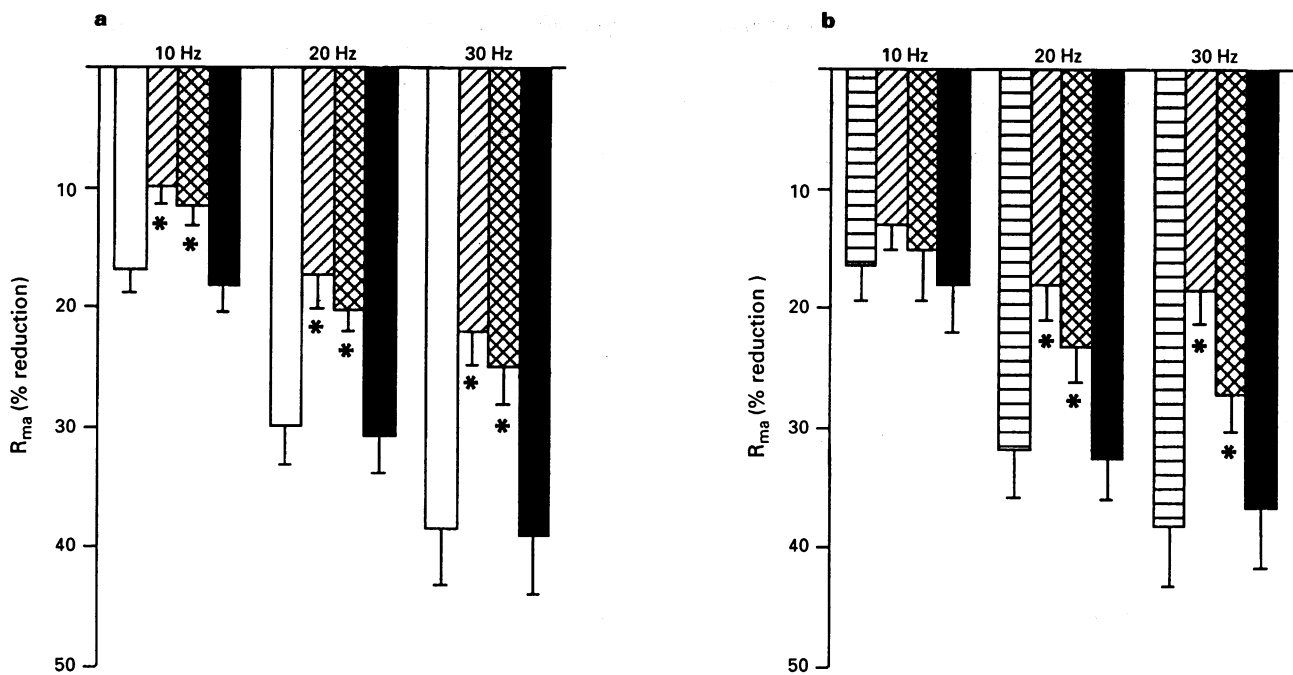 a
10 Hz 20 Hz 30 Hz
10
20
30
40
50
R_ma (% reduction)
* * * * * *
b
10 Hz 20 Hz 30 Hz
10
20
30
40
50
R_ma (% reduction )
* * * *